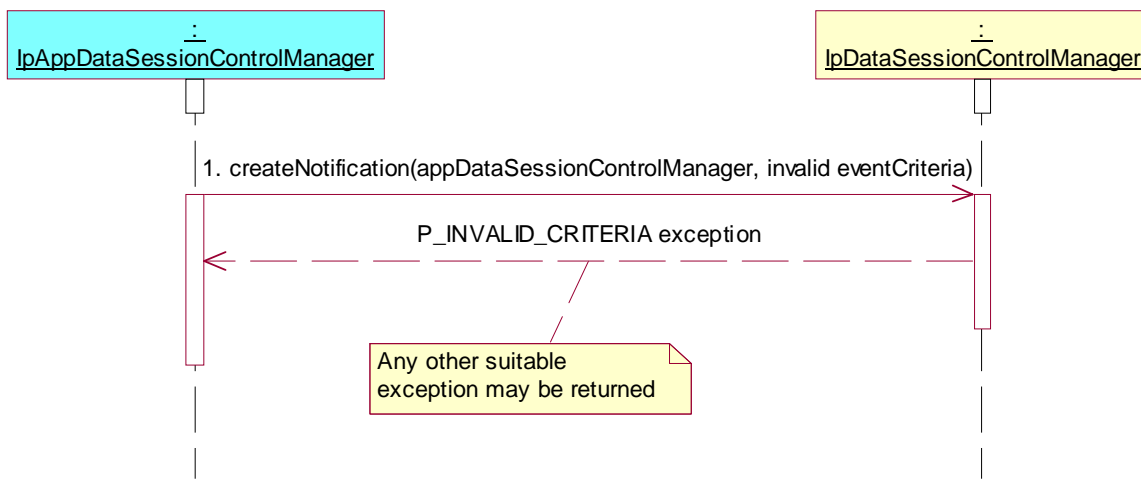 :
IpAppDataSessionControlManager
:
IpDataSessionControlManager
1. createNotification(appDataSessionControlManager, invalid eventCriteria)
P_INVALID_CRITERIA exception
Any other suitable
exception may be returned